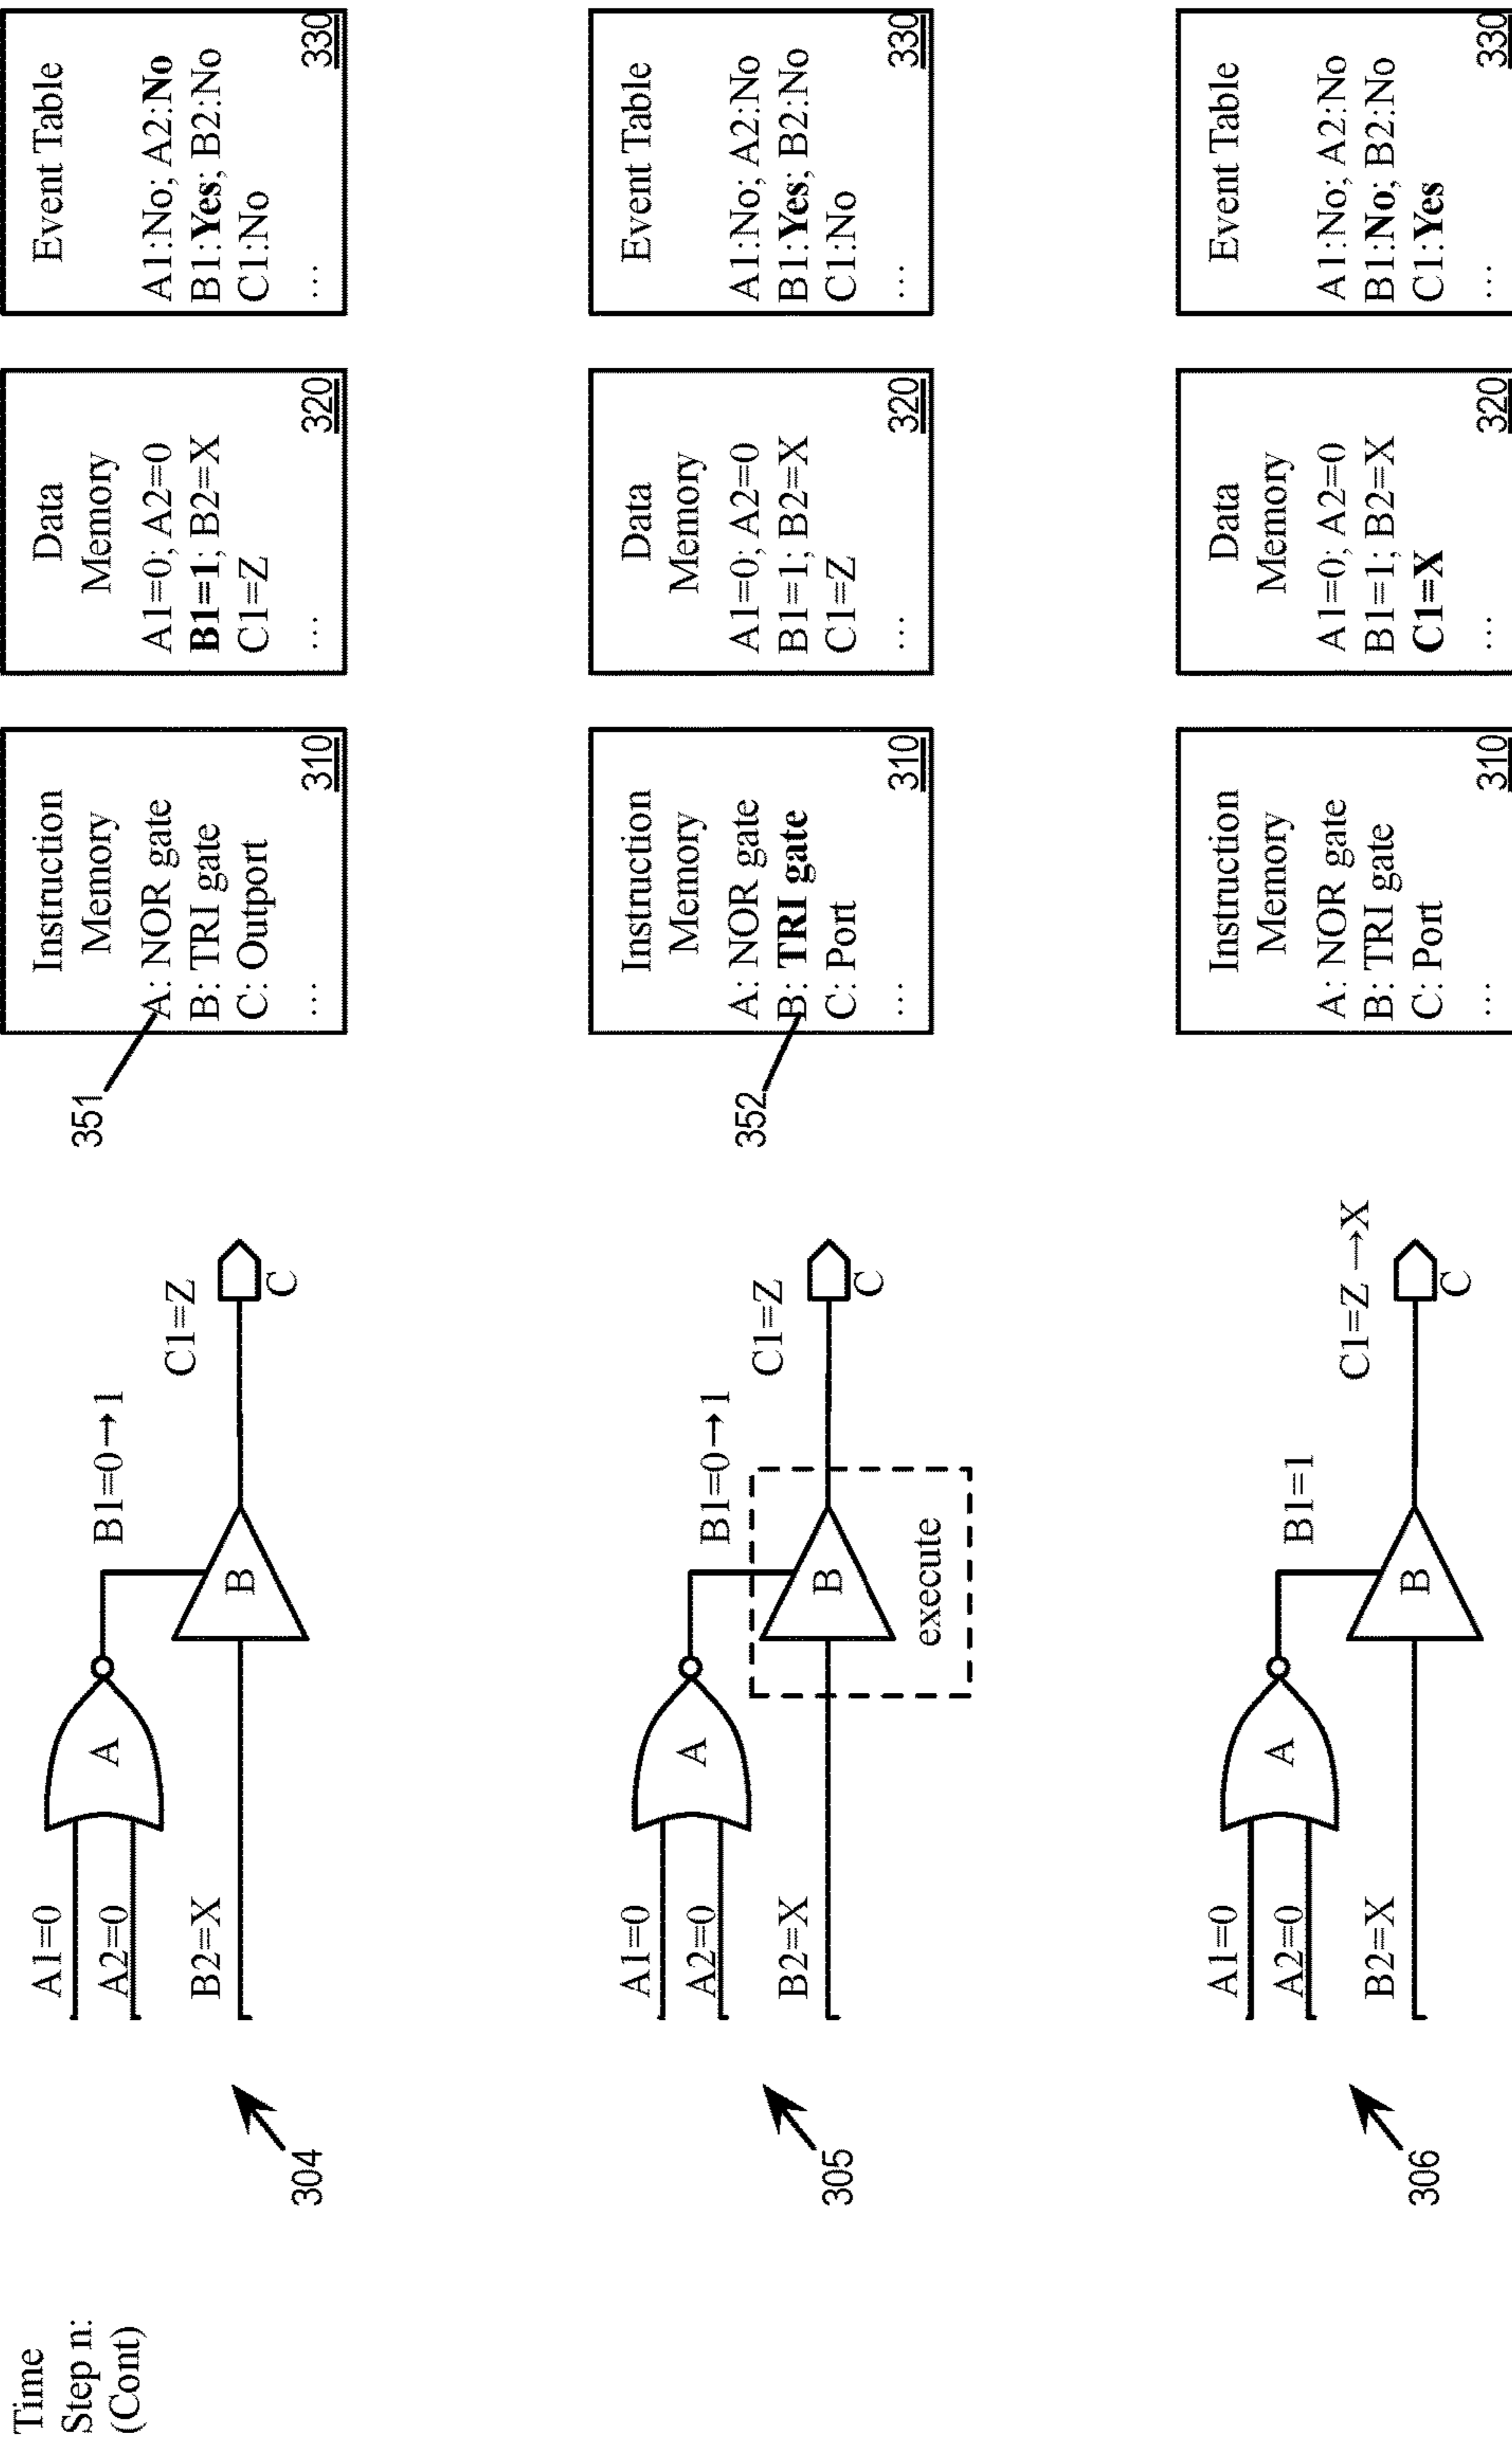 Time
Step n:
(Cont)
304
A1=0
A2=0
B2=X
A
B
B1=0→1
C1=Z
C
351
Instruction
Memory
A: NOR gate
B: TRI gate
C: Outport
...
310
Data
Memory
A1=0; A2=0
B1=1; B2=X
C1=Z
...
320
Event Table
A1:No; A2:No
B1:Yes; B2:No
C1:No
...
330
305
A1=0
A2=0
B2=X
A
B
execute
B1=0→1
C1=Z
C
352
Instruction
Memory
A: NOR gate
B: TRI gate
C: Port
...
310
Data
Memory
A1=0; A2=0
B1=1; B2=X
C1=Z
...
320
Event Table
A1:No; A2:No
B1:Yes; B2:No
C1:No
...
330
306
A1=0
A2=0
B2=X
A
B
B1=1
C1=Z→X
C
Instruction
Memory
A: NOR gate
B: TRI gate
C: Port
...
310
Data
Memory
A1=0; A2=0
B1=1; B2=X
C1=X
...
320
Event Table
A1:No; A2:No
B1:No; B2:No
C1:Yes
...
330